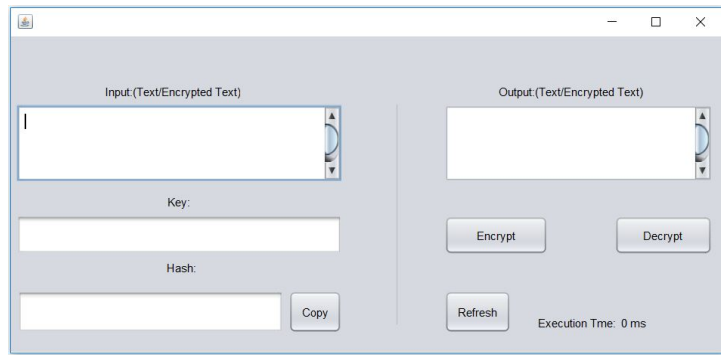 Input:(Text/Encrypted Text)
Key:
Hash:
Copy
Output:(Text/Encrypted Text)
Encrypt
Decrypt
Refresh
Execution Tme: 0 ms